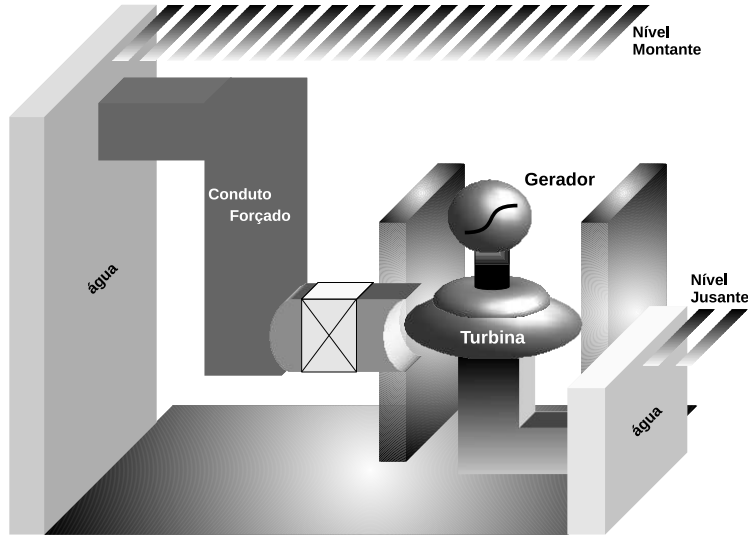 Nível
Montante
Gerador
Conduto
Forçado
água
Nível
Jusante
Turbina
água